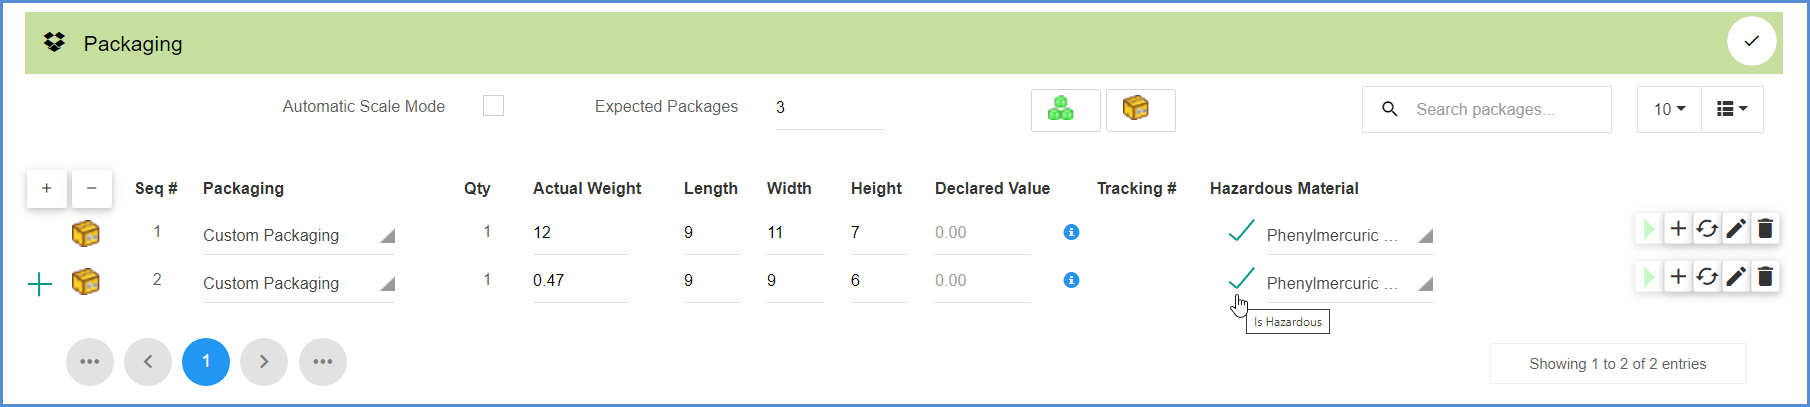 Packaging
Automatic Scale Mode Expected Packages 3 Search packages... 10
+ − Seq # Packaging Qty Actual Weight Length Width Height Declared Value Tracking # Hazardous Material
1 Custom Packaging 1 12 9 11 7 0.00 Phenylmercuric ...
2 Custom Packaging 1 0.47 9 9 6 0.00 Phenylmercuric ...
Is Hazardous
... < 1 > ... Showing 1 to 2 of 2 entries